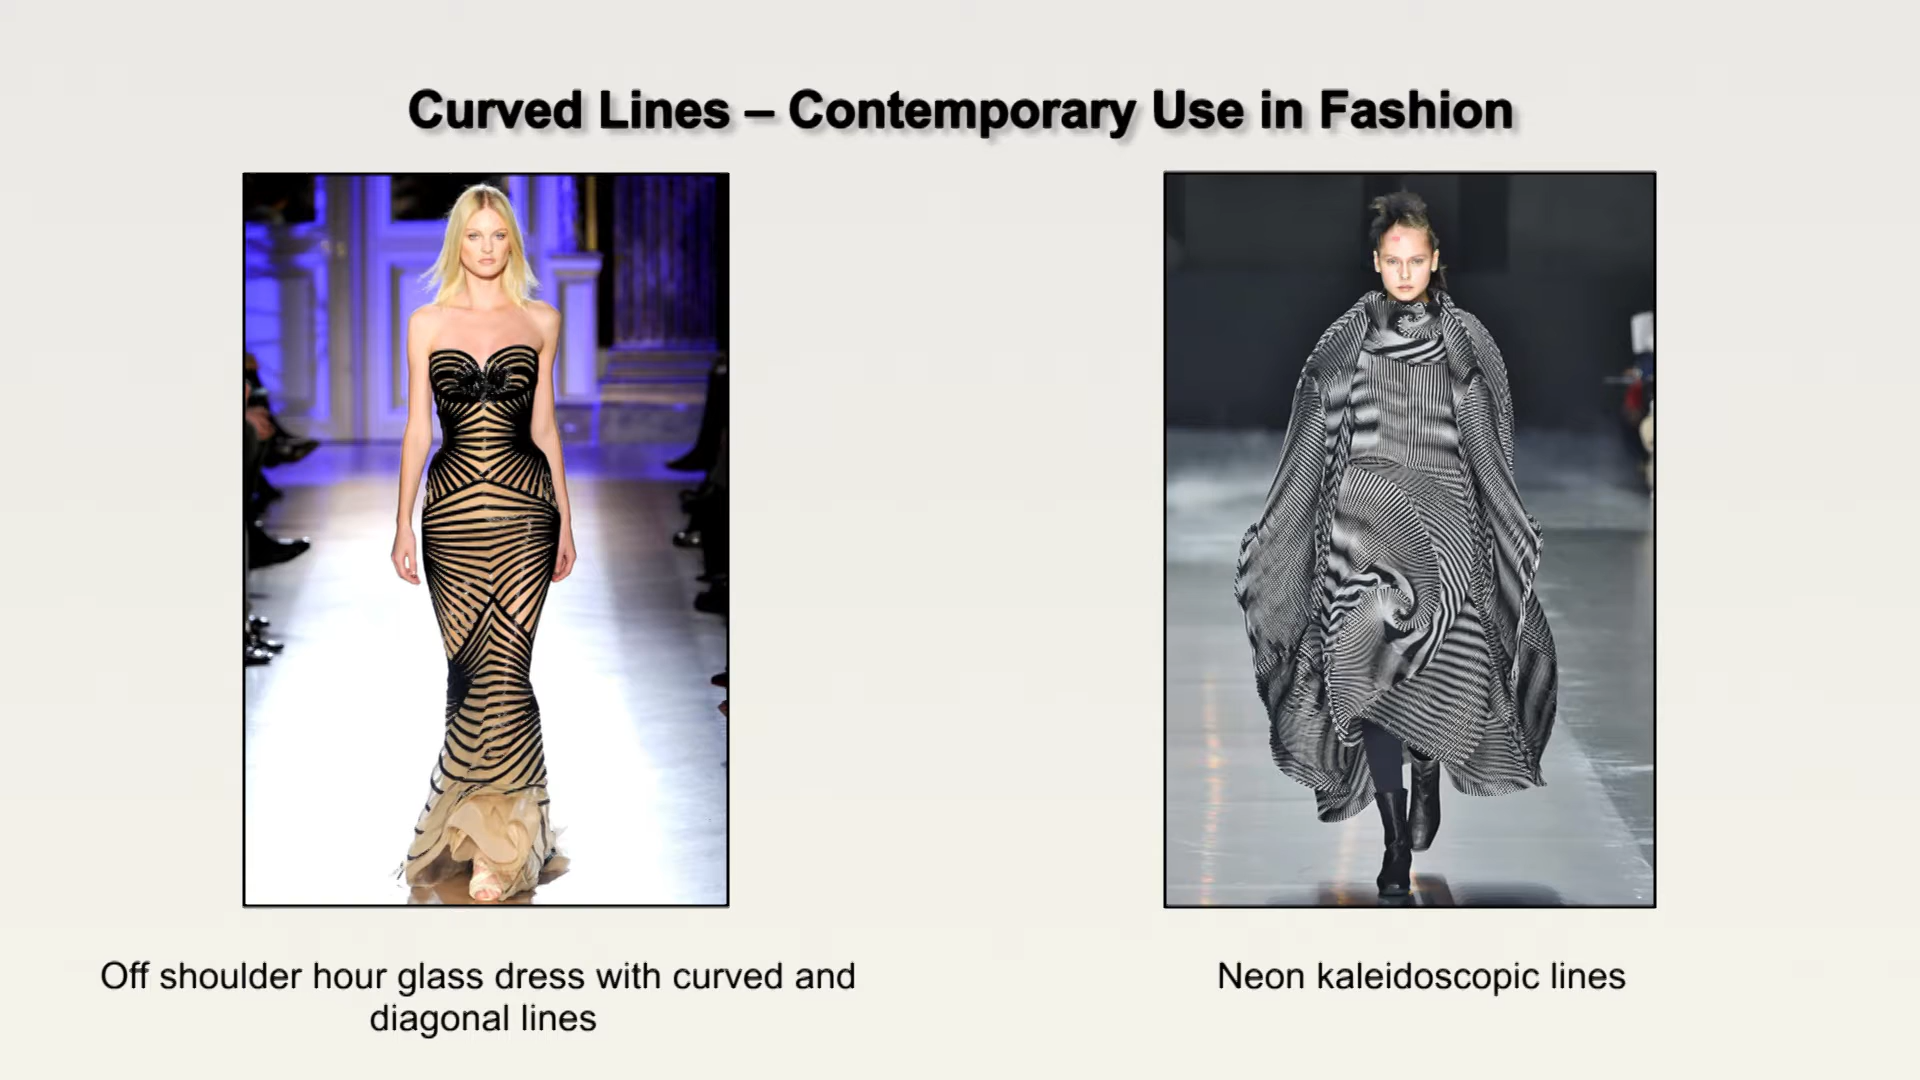 Curved Lines – Contemporary Use in Fashion
Off shoulder hour glass dress with curved and
diagonal lines
Neon kaleidoscopic lines